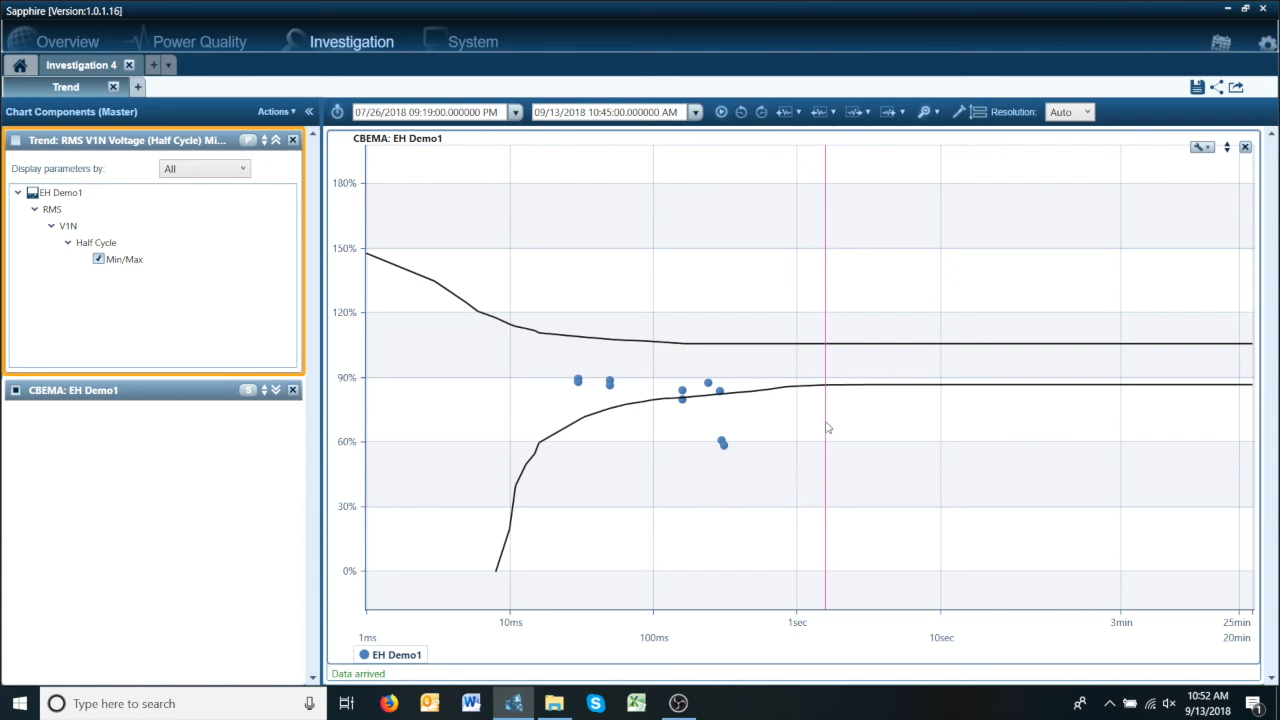 Sapphire [Version:1.0.1.16]
Overview Power Quality Investigation System
Investigation 4
Trend
Chart Components (Master) Actions
07/26/2018 09:19:00.000000 PM 09/13/2018 10:45:00.000000 AM Resolution: Auto
Trend: RMS V1N Voltage (Half Cycle) Mi... P
Display parameters by: All
EH Demo1
RMS
V1N
Half Cycle
Min/Max
CBEMA: EH Demo1 S
CBEMA: EH Demo1
180%
150%
120%
90%
60%
30%
0%
10ms 1sec 3min 25min
1ms 100ms 10sec 20min
EH Demo1
Data arrived
Type here to search
10:52 AM
9/13/2018
1